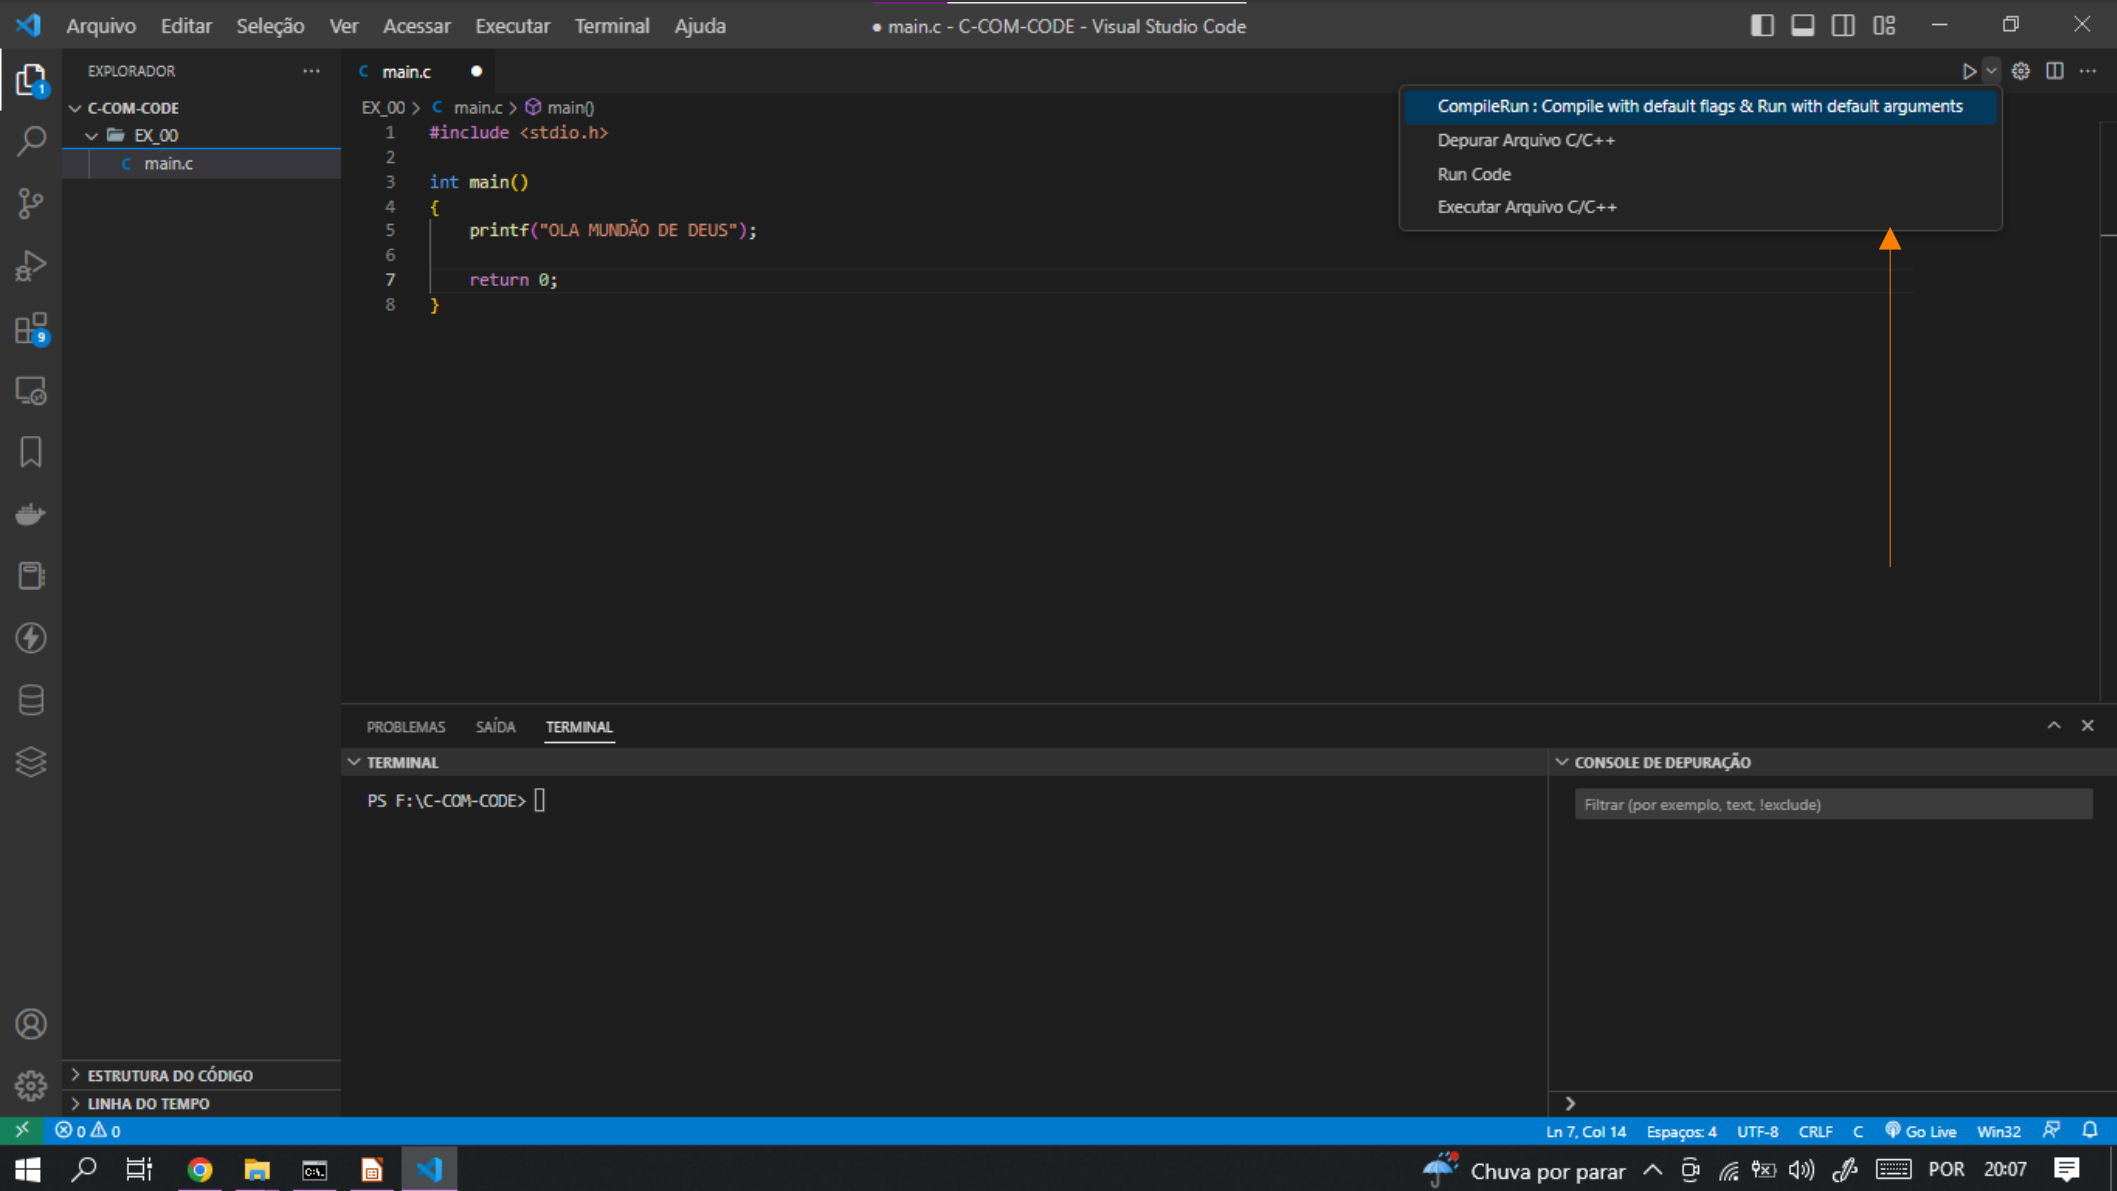 Arquivo Editar Seleção Ver Acessar Executar Terminal Ajuda
● main.c - C-COM-CODE - Visual Studio Code
EXPLORADOR
C main.c
C-COM-CODE
EX_00
C main.c
1
9
EX_00 > C main.c > main()
1 #include <stdio.h>
2
3 int main()
4 {
5 printf("OLA MUNDÃO DE DEUS");
6
7 return 0;
8 }
CompileRun : Compile with default flags & Run with default arguments
Depurar Arquivo C/C++
Run Code
Executar Arquivo C/C++
PROBLEMAS SAÍDA TERMINAL
TERMINAL
PS F:\C-COM-CODE>
CONSOLE DE DEPURAÇÃO
Filtrar (por exemplo, text, !exclude)
ESTRUTURA DO CÓDIGO
LINHA DO TEMPO
0 0
Ln 7, Col 14 Espaços: 4 UTF-8 CRLF C Go Live Win32
C:\.
Chuva por parar POR 20:07